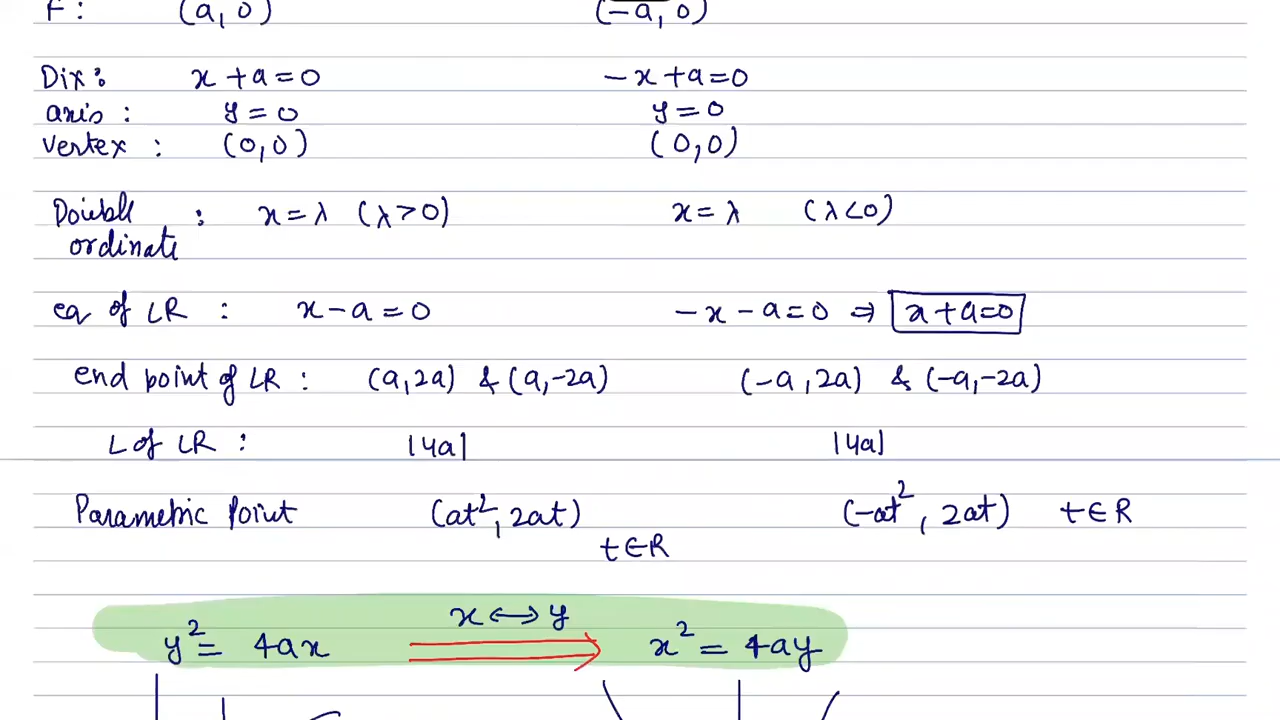 F : (a, 0) (-a, 0)
Dix: x + a = 0 -x + a = 0
axis : y = 0 y = 0
vertex : (0,0) (0,0)
Double : x = λ (λ>0) x = λ (λ<0)
ordinate
eq of LR : x - a = 0 -x - a = 0 ⇒ x + a = 0
end point of LR : (a, 2a) & (a, -2a) (-a, 2a) & (-a, -2a)
L of LR : |4a| |4a|
Parametric Point (at², 2at) (-at², 2at) t ∈ R
t ∈ R
x ↔ y
y² = 4ax ⇒ x² = 4ay